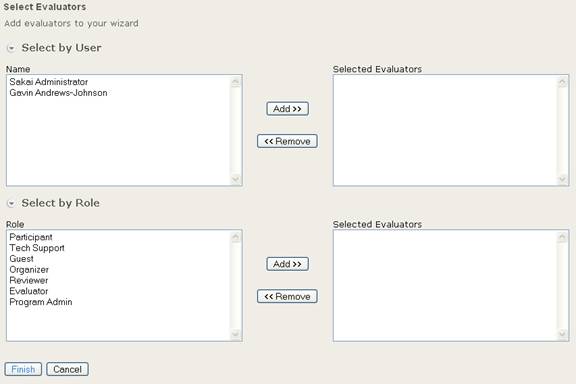 Select Evaluators
Add evaluators to your wizard
Select by User
Name
Selected Evaluators
Sakai Administrator
Gavin Andrews-Johnson
Add >>
<< Remove
Select by Role
Role
Selected Evaluators
Participant
Tech Support
Guest
Organizer
Reviewer
Evaluator
Program Admin
Add >>
<< Remove
Finish
Cancel